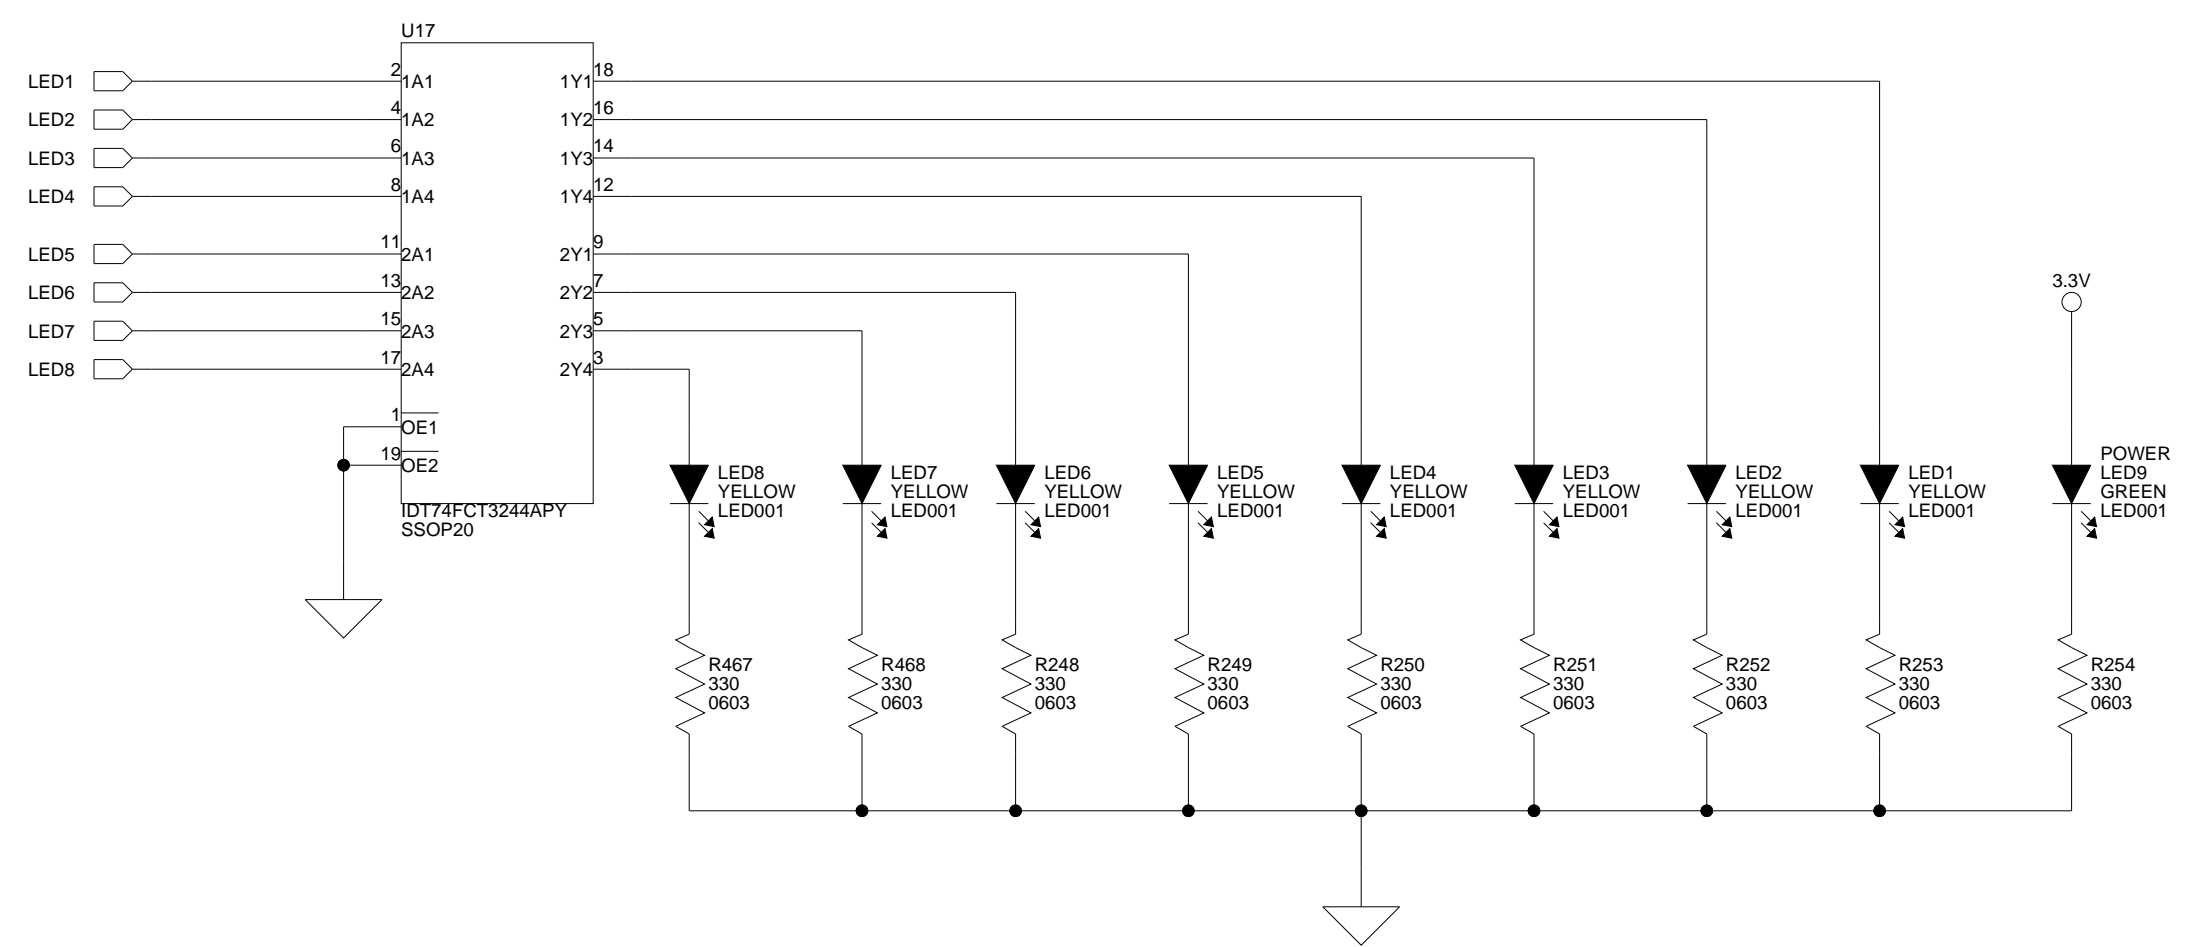 U17
LED1
2
1A1
1Y1
18
LED2
4
1A2
1Y2
16
LED3
6
1A3
1Y3
14
LED4
8
1A4
1Y4
12
LED5
11
2A1
2Y1
9
LED6
13
2A2
2Y2
7
LED7
15
2A3
2Y3
5
LED8
17
2A4
2Y4
3
1
OE1
19
OE2
IDT74FCT3244APY
SSOP20
3.3V
LED8
YELLOW
LED001
LED7
YELLOW
LED001
LED6
YELLOW
LED001
LED5
YELLOW
LED001
LED4
YELLOW
LED001
LED3
YELLOW
LED001
LED2
YELLOW
LED001
LED1
YELLOW
LED001
POWER
LED9
GREEN
LED001
R467
330
0603
R468
330
0603
R248
330
0603
R249
330
0603
R250
330
0603
R251
330
0603
R252
330
0603
R253
330
0603
R254
330
0603